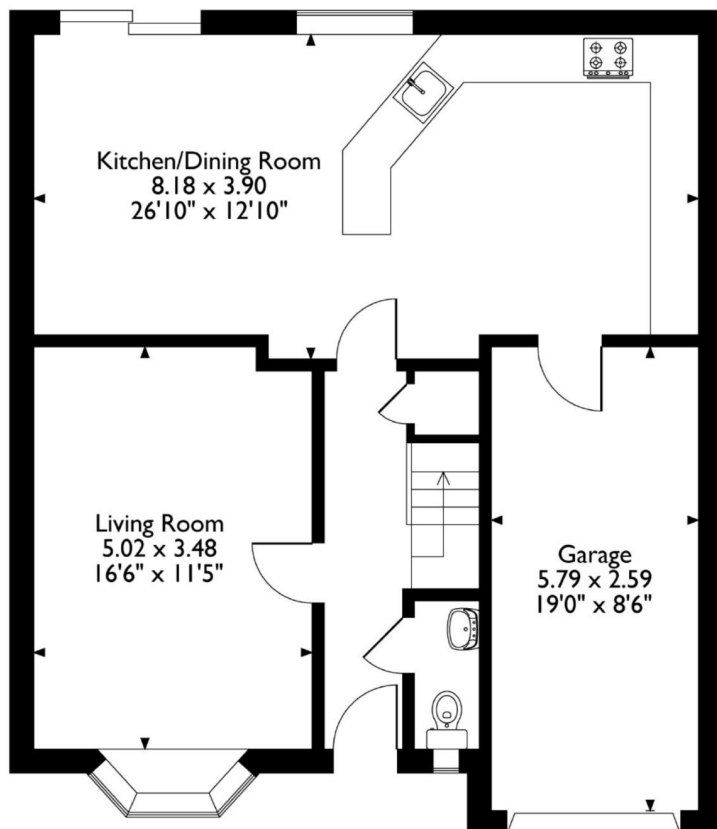 Kitchen/Dining Room
8.18 x 3.90
26'10" x 12'10"
Living Room
5.02 x 3.48
16'6" x 11'5"
Garage
5.79 x 2.59
19'0" x 8'6"